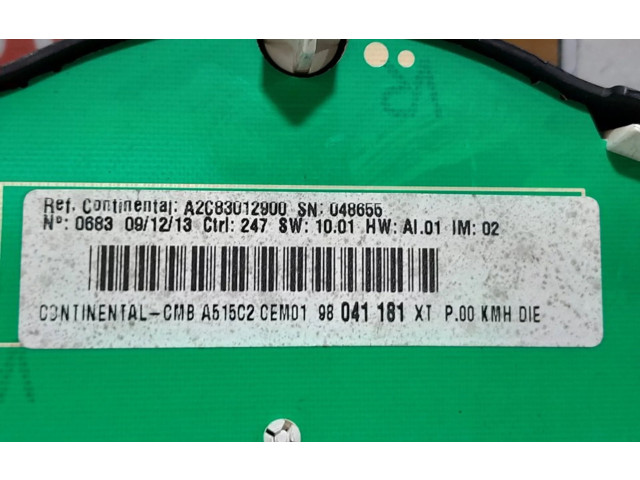 Ref. Continental: A2C83012900 SN: 048655
N°: 0683 09/12/13 Ctrl: 247 SW: 10.01 HW: AI.01 IM: 02
CONTINENTAL-CMB A515C2 CEM01 98 041 181 XT P.00 KMH DIE